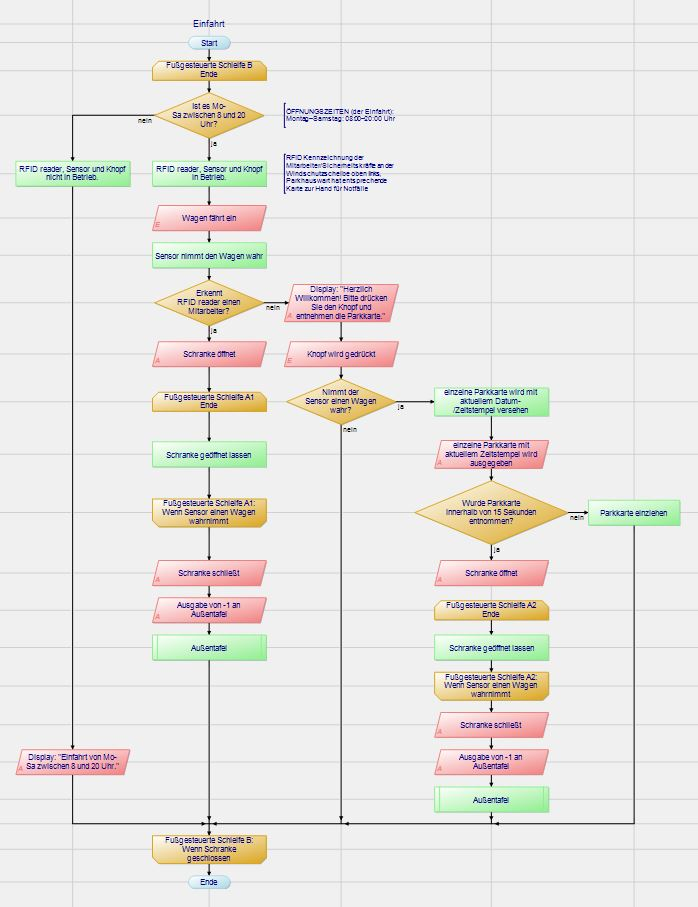 Einfahrt
Start
Fußgesteuerte Schleife B
Ende
Ist es Mo-
Sa zwischen 8 und 20
Uhr?
nein
ja
ÖFFNUNGSZEITEN (der Einfahrt):
Montag–Samstag: 08:00–20:00 Uhr
RFID reader, Sensor und Knopf
nicht in Betrieb.
RFID reader, Sensor und Knopf
in Betrieb.
RFID Kennzeichnung der
Mitarbeiter/Sicherheitskräfte an der
Windschutzscheibe oben links,
Parkhauswart hat entsprechende
Karte zur Hand für Notfälle
Wagen fährt ein
E
Sensor nimmt den Wagen wahr
Erkennt
RFID reader einen
Mitarbeiter?
nein
ja
Display: "Herzlich
Willkommen! Bitte drücken
Sie den Knopf und
entnehmen die Parkkarte."
A
Schranke öffnet
A
Knopf wird gedrückt
E
Fußgesteuerte Schleife A1
Ende
Nimmt der
Sensor einen Wagen
wahr?
ja
nein
einzelne Parkkarte wird mit
aktuellem Datum-
/Zeitstempel versehen
Schranke geöffnet lassen
einzelne Parkkarte mit
aktuellem Zeitstempel wird
ausgegeben
A
Fußgesteuerte Schleife A1:
Wenn Sensor einen Wagen
wahrnimmt
Wurde Parkkarte
innerhalb von 15 Sekunden
entnommen?
nein
ja
Parkkarte einziehen
Schranke schließt
A
Schranke öffnet
A
Ausgabe von -1 an
Außentafel
A
Fußgesteuerte Schleife A2
Ende
Außentafel
Schranke geöffnet lassen
Fußgesteuerte Schleife A2:
Wenn Sensor einen Wagen
wahrnimmt
Schranke schließt
A
Display: "Einfahrt von Mo-
Sa zwischen 8 und 20 Uhr."
A
Ausgabe von -1 an
Außentafel
A
Außentafel
Fußgesteuerte Schleife B:
Wenn Schranke
geschlossen
Ende